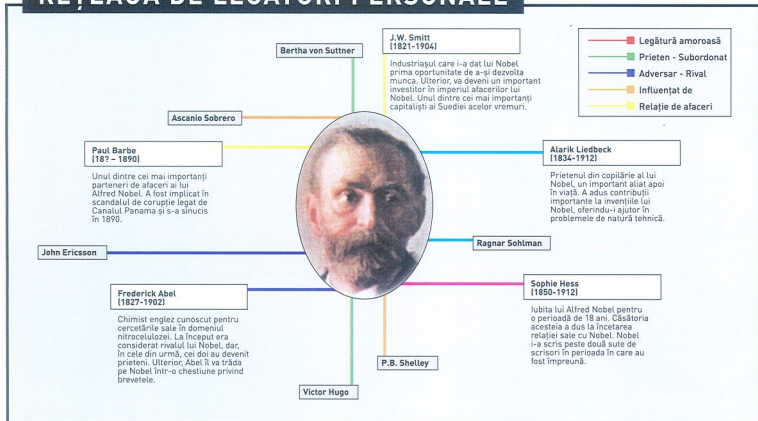 REȚEAUA DE LEGĂTURI PERSONALE
Bertha von Suttner
J.W. Smitt
(1821-1904)
Industriașul care i-a dat lui Nobel
prima oportunitate de a-și dezvolta
munca. Ulterior, va deveni un important
investitor în imperiul afacerilor lui
Nobel. Unul dintre cei mai importanți
capitaliști ai Suediei acelor vremuri.
Legătură amoroasă
Prieten - Subordonat
Adversar - Rival
Influențat de
Relație de afaceri
Ascanio Sobrero
Paul Barbe
(18? – 1890)
Unul dintre cei mai importanți
parteneri de afaceri ai lui
Alfred Nobel. A fost implicat în
scandalul de corupție legat de
Canalul Panama și s-a sinucis
în 1890.
Alarik Liedbeck
(1834-1912)
Prietenul din copilărie al lui
Nobel, un important aliat apoi
în viață. A adus contribuții
importante la invențiile lui
Nobel, oferindu-i ajutor în
problemele de natură tehnică.
John Ericsson
Ragnar Sohlman
Frederick Abel
(1827-1902)
Chimist englez cunoscut pentru
cercetările sale în domeniul
nitrocelulozei. La început era
considerat rivalul lui Nobel, dar,
în cele din urmă, cei doi au devenit
prieteni. Ulterior, Abel îl va trăda
pe Nobel într-o chestiune privind
brevetele.
Sophie Hess
(1850-1912)
Iubita lui Alfred Nobel pentru
o perioadă de 18 ani. Căsătoria
acesteia a dus la încetarea
relației sale cu Nobel. Nobel
i-a scris peste două sute de
scrisori în perioada în care au
fost împreună.
P.B. Shelley
Victor Hugo